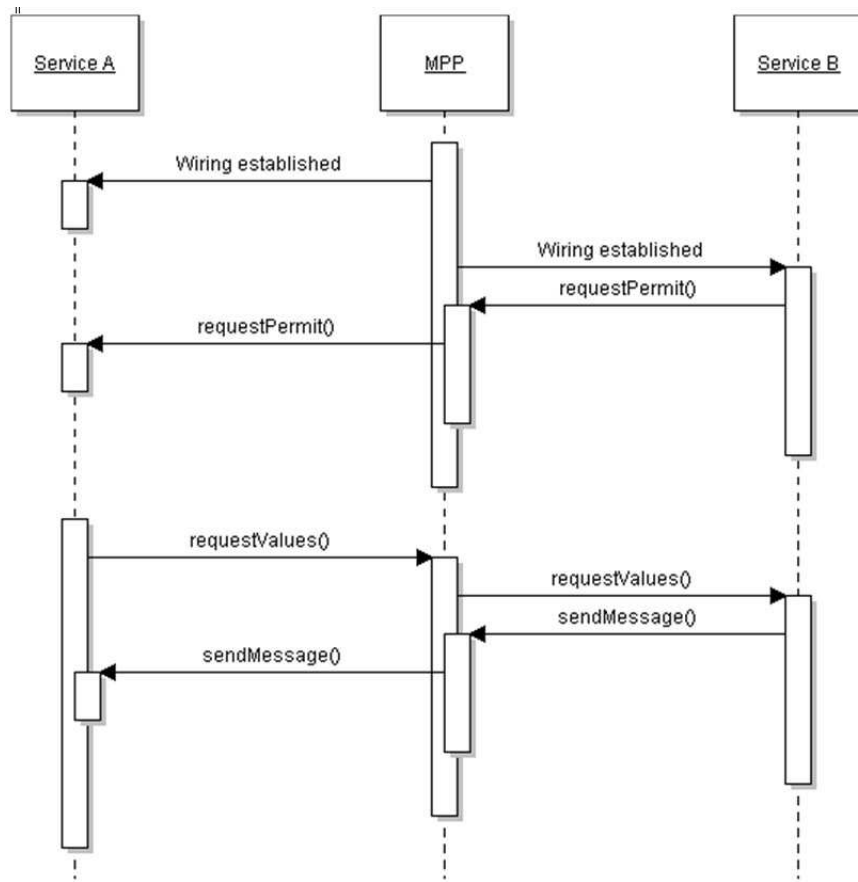 Service A
MPP
Service B
Wiring established
Wiring established
requestPermit()
requestPermit()
requestValues()
requestValues()
sendMessage()
sendMessage()